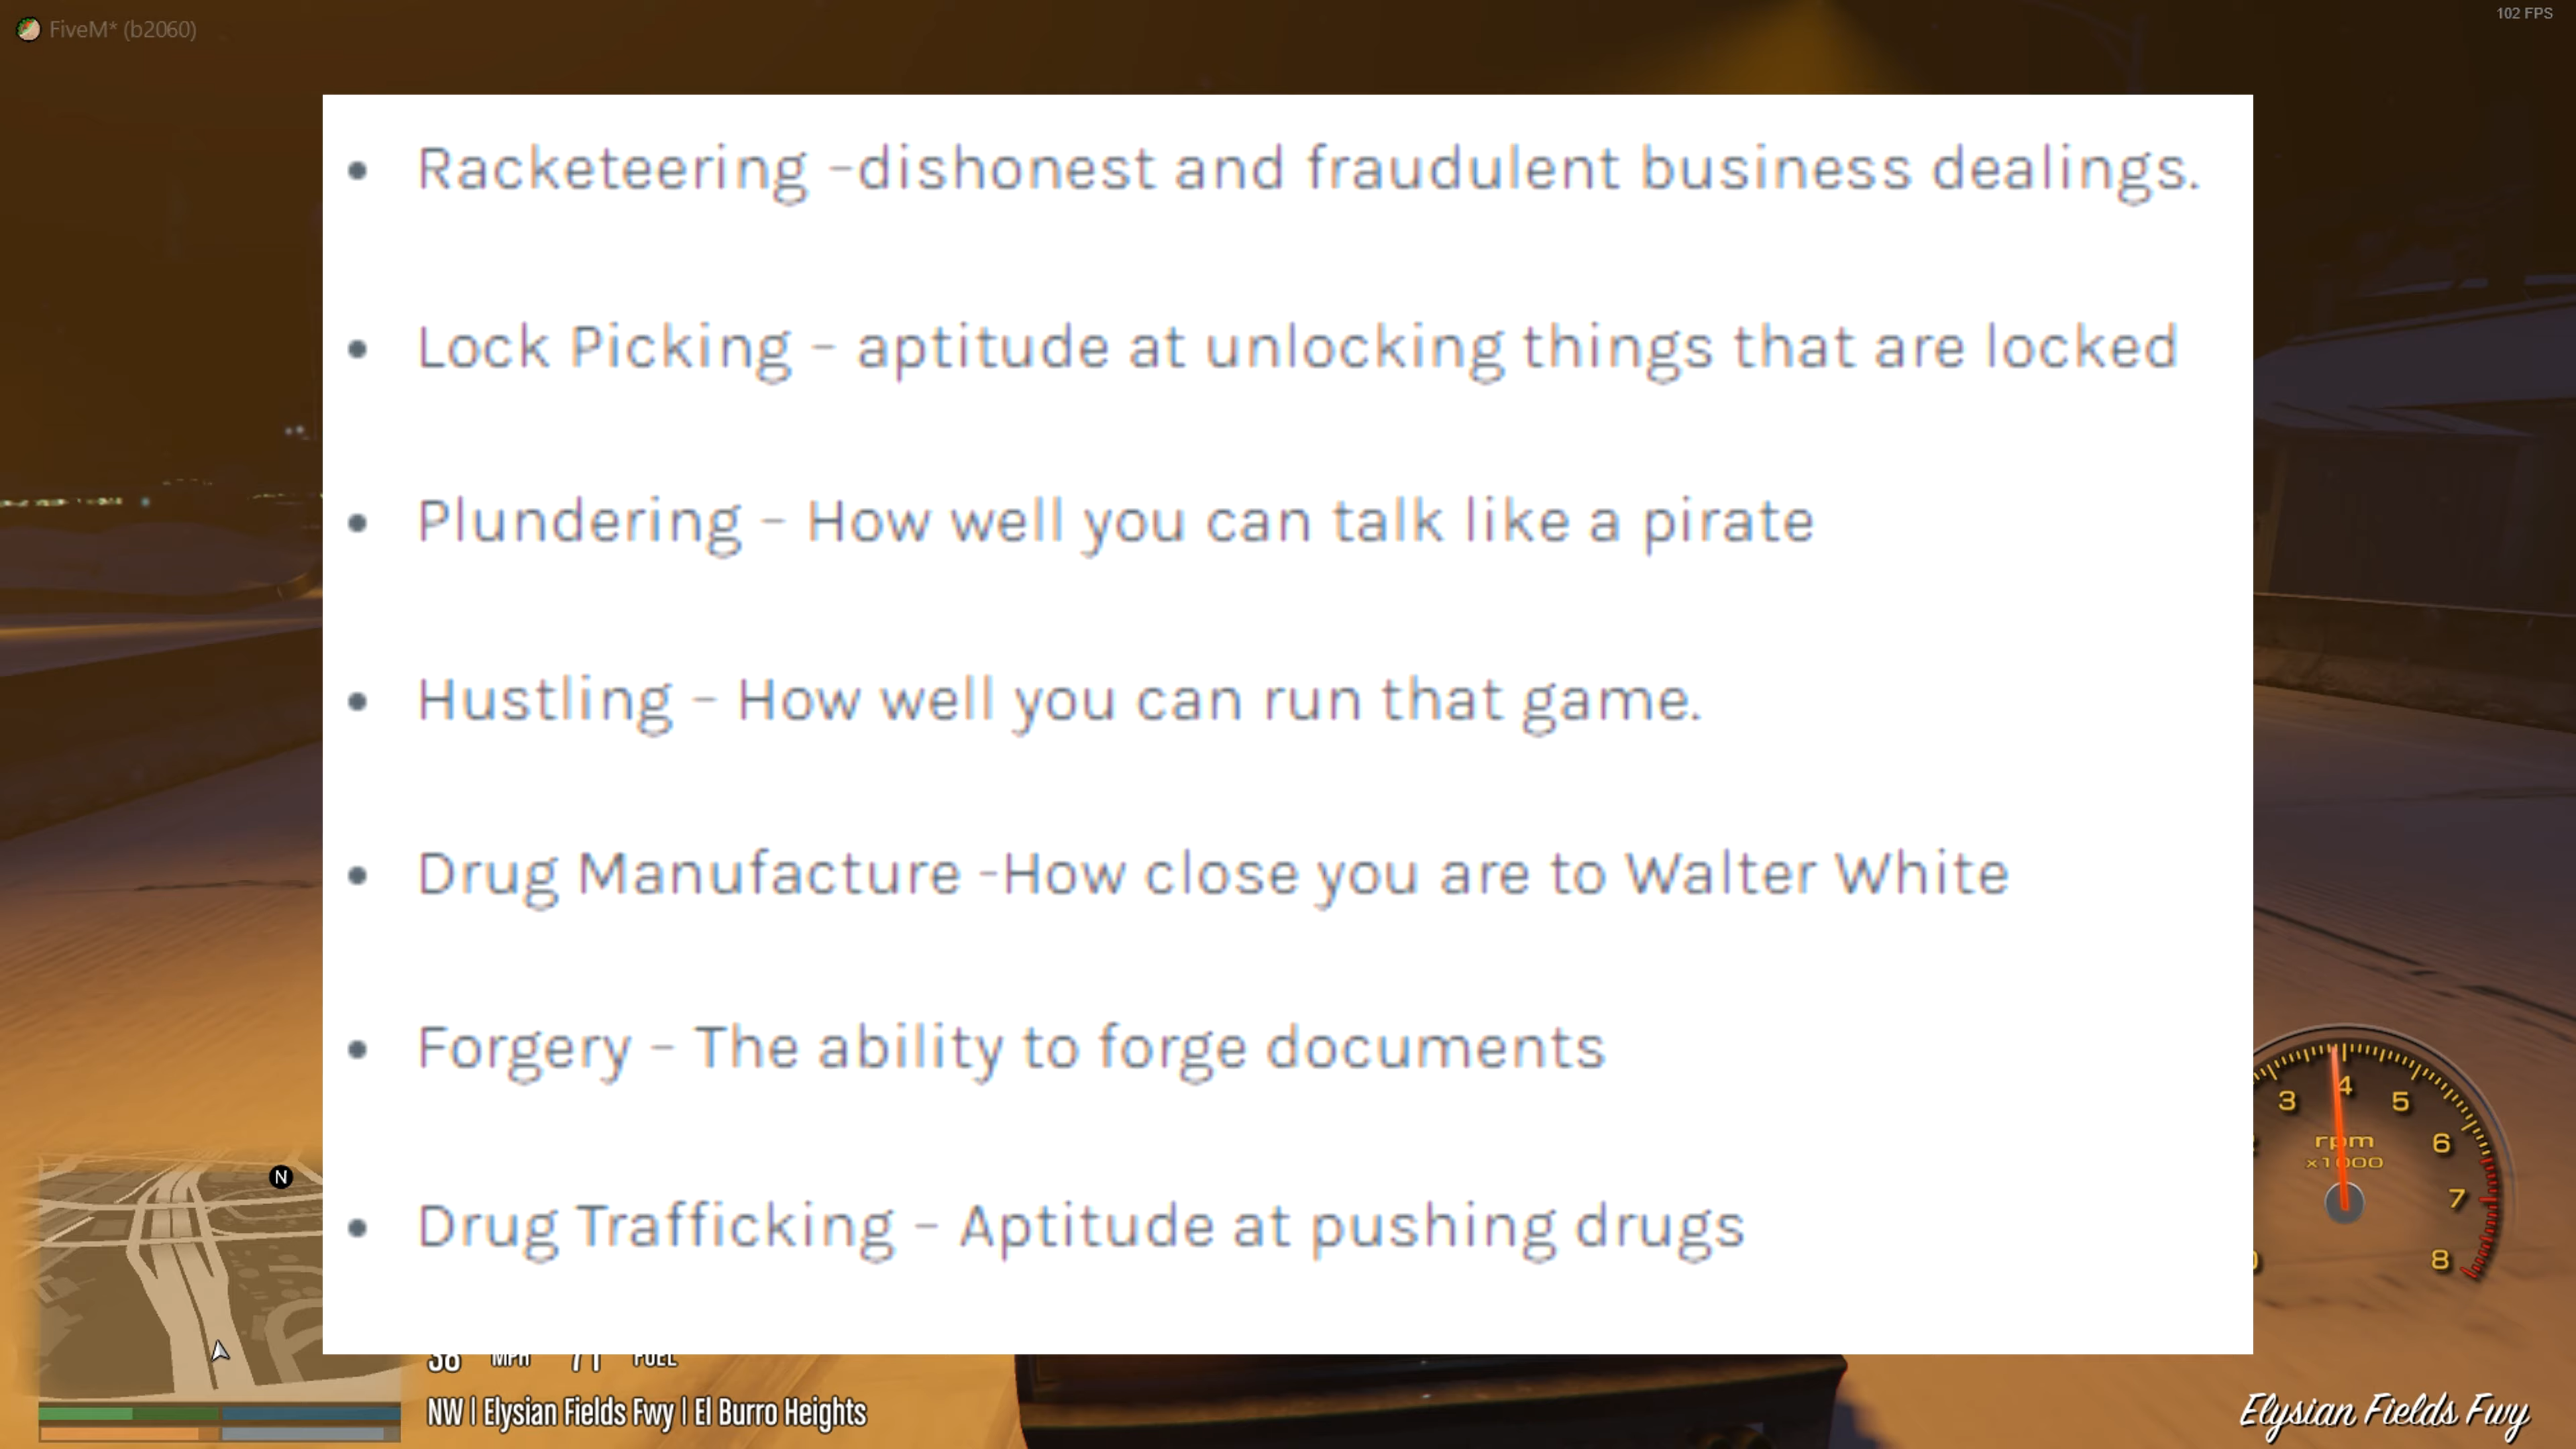 FiveM* (b2060)
102 FPS
• Racketeering –dishonest and fraudulent business dealings.
• Lock Picking – aptitude at unlocking things that are locked
• Plundering – How well you can talk like a pirate
• Hustling – How well you can run that game.
• Drug Manufacture -How close you are to Walter White
• Forgery – The ability to forge documents
• Drug Trafficking – Aptitude at pushing drugs
N
3 4 5 6 7 8
rpm
x1000
MPH 71 FUEL
NW | Elysian Fields Fwy | El Burro Heights
Elysian Fields Fwy